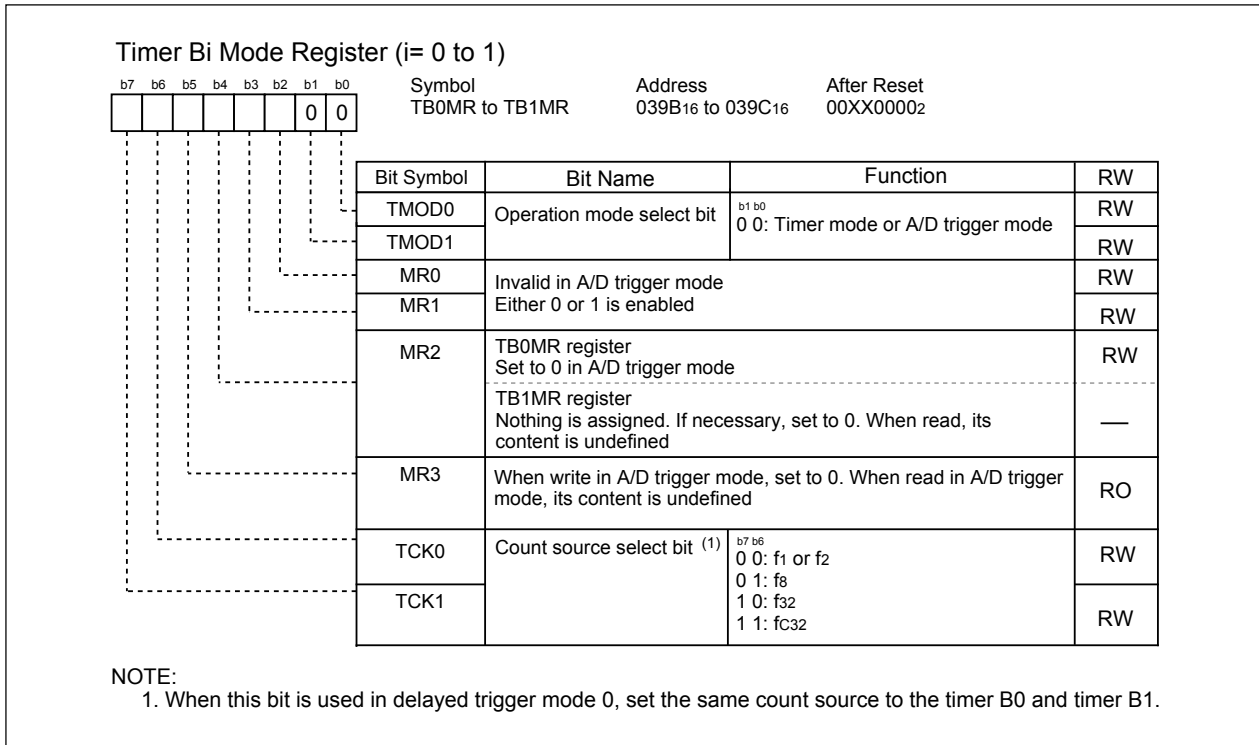 Timer Bi Mode Register (i= 0 to 1)
b7 b6 b5 b4 b3 b2 b1 b0
0 0
Symbol Address After Reset
TB0MR to TB1MR 039B16 to 039C16 00XX00002
Bit Symbol Bit Name Function RW
TMOD0 Operation mode select bit b1 b0 RW
0 0: Timer mode or A/D trigger mode
TMOD1 RW
MR0 Invalid in A/D trigger mode RW
MR1 Either 0 or 1 is enabled RW
MR2 TB0MR register RW
Set to 0 in A/D trigger mode
TB1MR register
Nothing is assigned. If necessary, set to 0. When read, its —
content is undefined
MR3 When write in A/D trigger mode, set to 0. When read in A/D trigger RO
mode, its content is undefined
TCK0 Count source select bit (1) b7 b6 RW
0 0: f1 or f2
0 1: f8
TCK1 1 0: f32 RW
1 1: fC32
NOTE:
1. When this bit is used in delayed trigger mode 0, set the same count source to the timer B0 and timer B1.